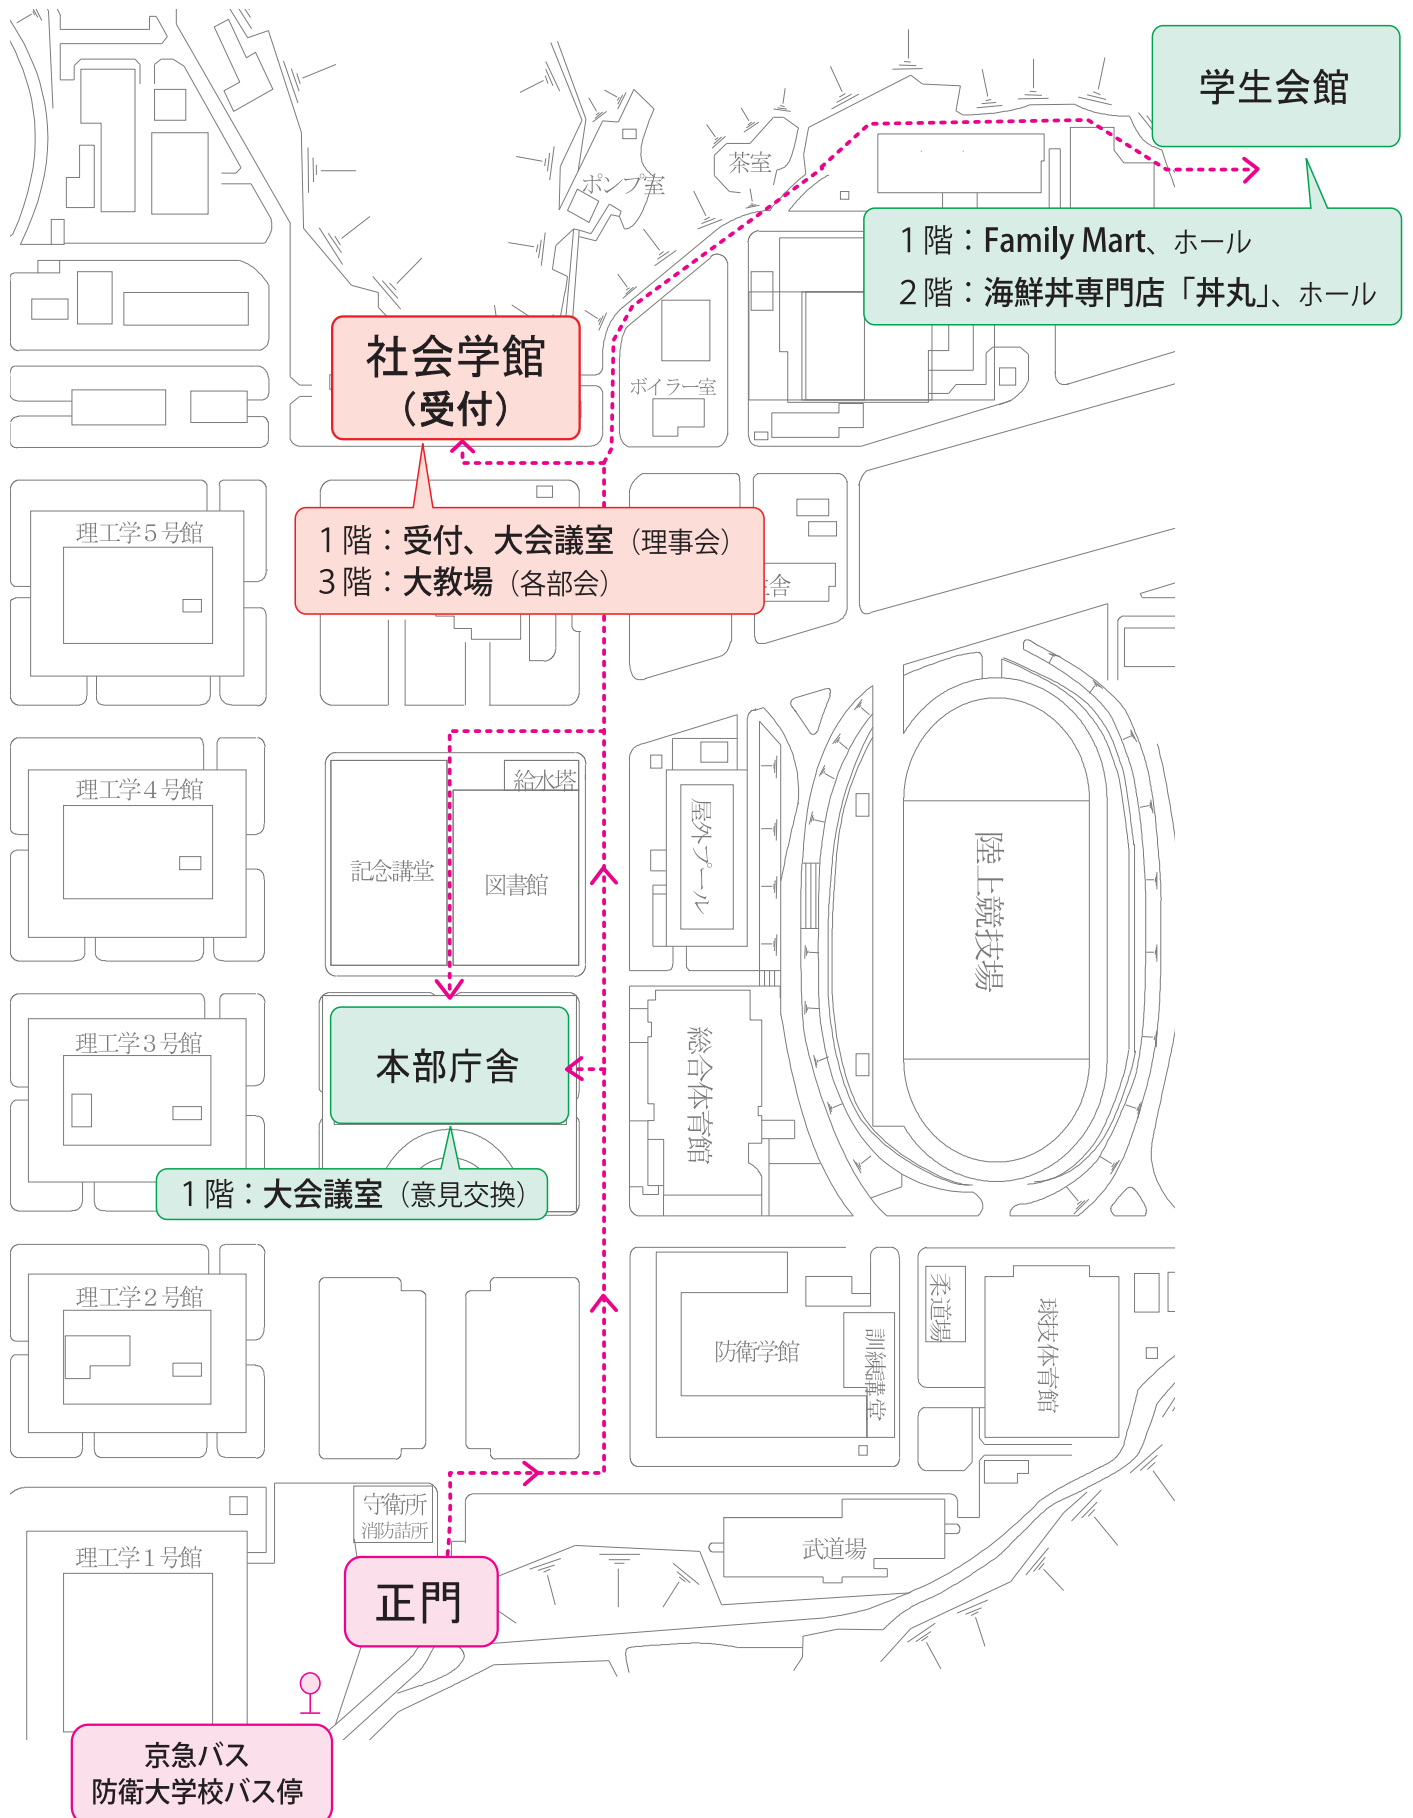 学生会館
茶室
ポンプ室
1階：Family Mart、ホール
2階：海鮮丼専門店「丼丸」、ホール
社会学館
（受付）
ボイラー室
1階：受付、大会議室（理事会）
3階：大教場（各部会）
理工学5号館
舎
理工学4号館
給水塔
記念講堂
図書館
屋外プール
陸上競技場
理工学3号館
本部庁舎
総合体育館
1階：大会議室（意見交換）
理工学2号館
防衛学館
訓練講堂
柔道場
球技体育館
守衛所
消防詰所
理工学1号館
武道場
正門
京急バス
防衛大学校バス停